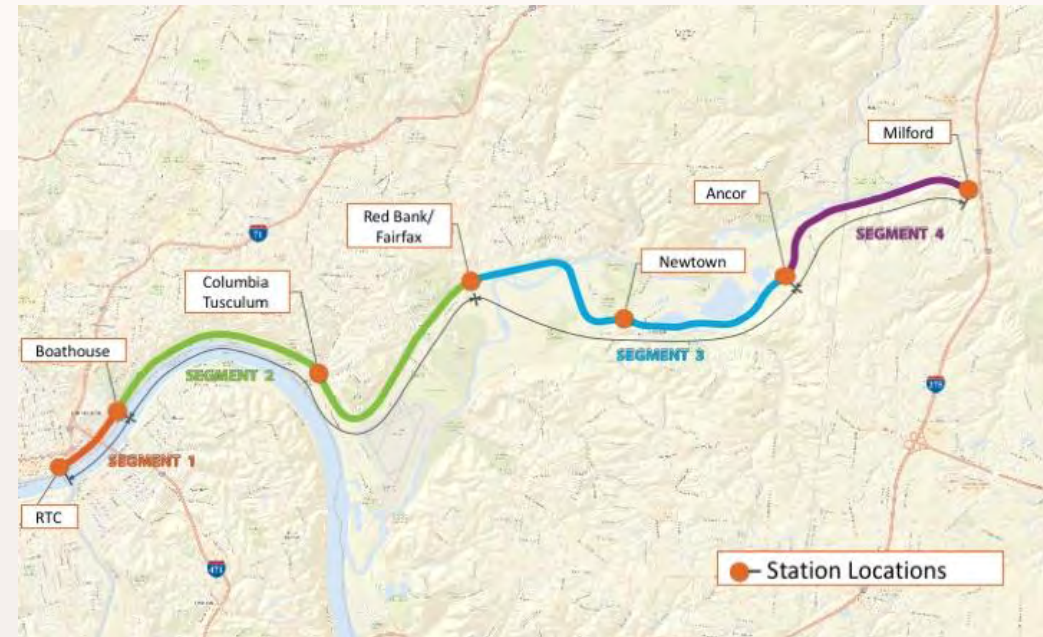 Milford
Ancor
SEGMENT 4
Red Bank/
Fairfax
71
Newtown
Columbia
Tusculum
Boathouse
SEGMENT 3
SEGMENT 2
275
SEGMENT 1
RTC
471
Station Locations